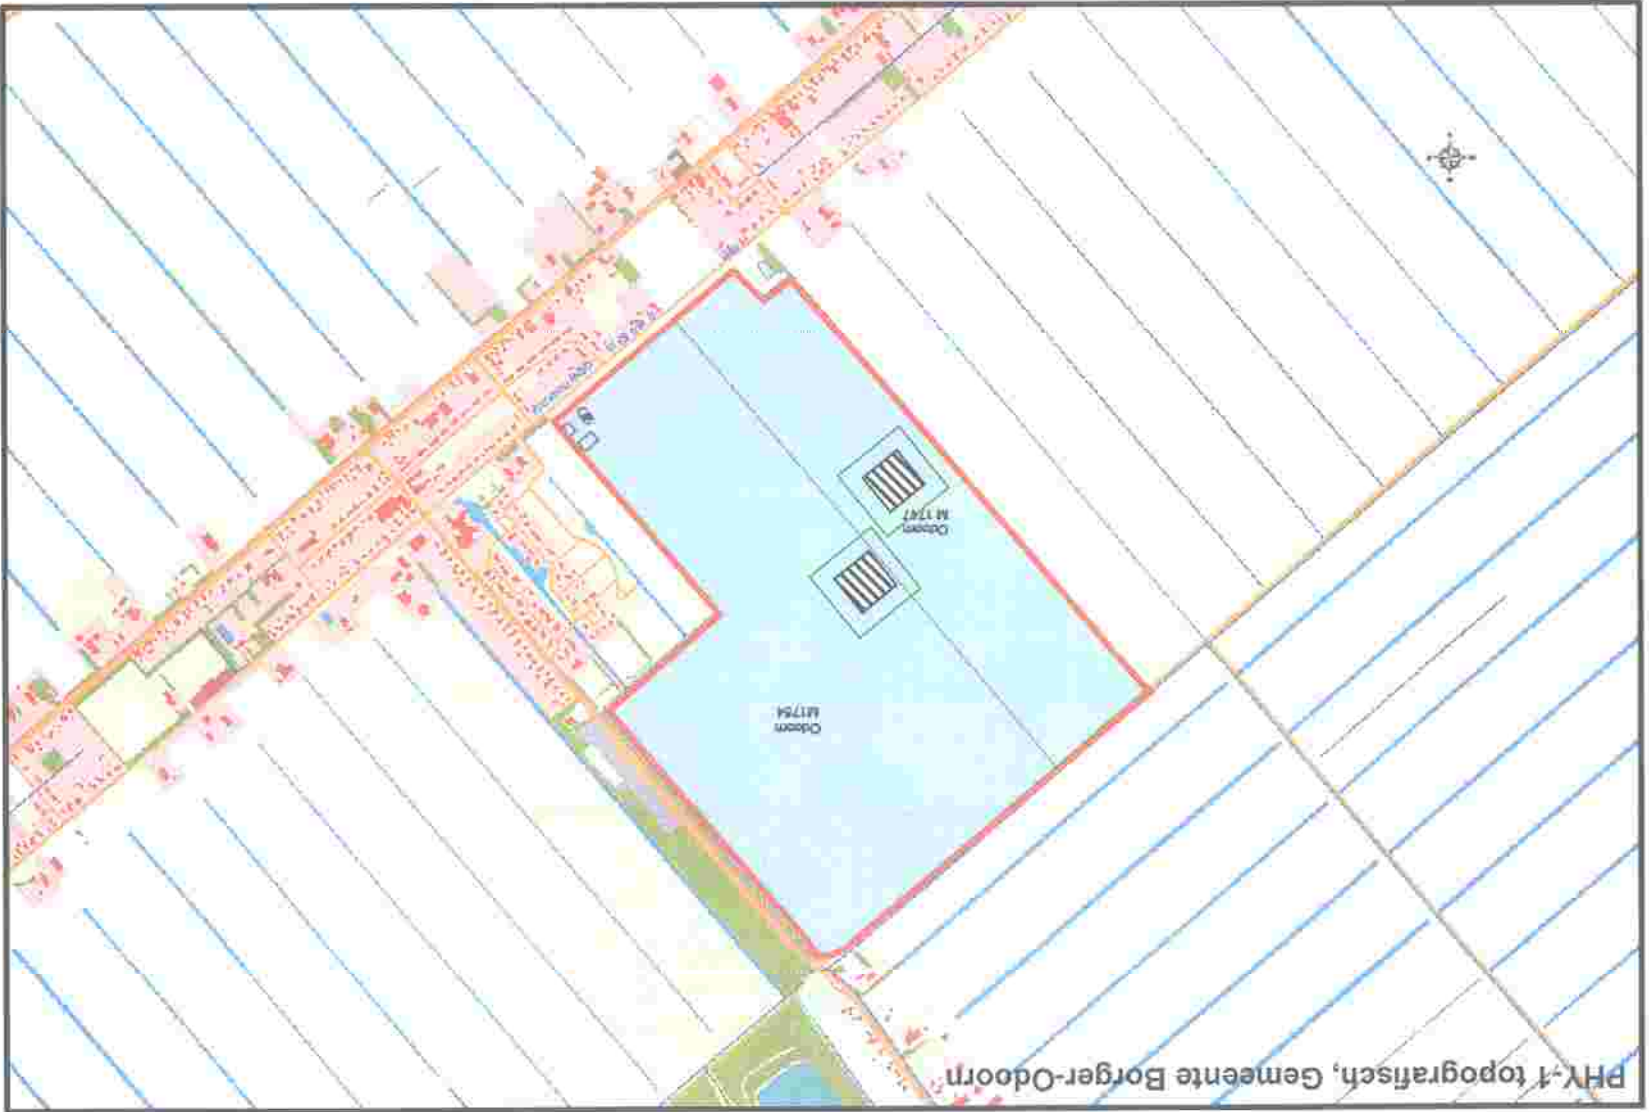 PHY-1 topografisch, Gemeente Borger-Odoorn
Odoorn
M1754
Odoorn
M 1747